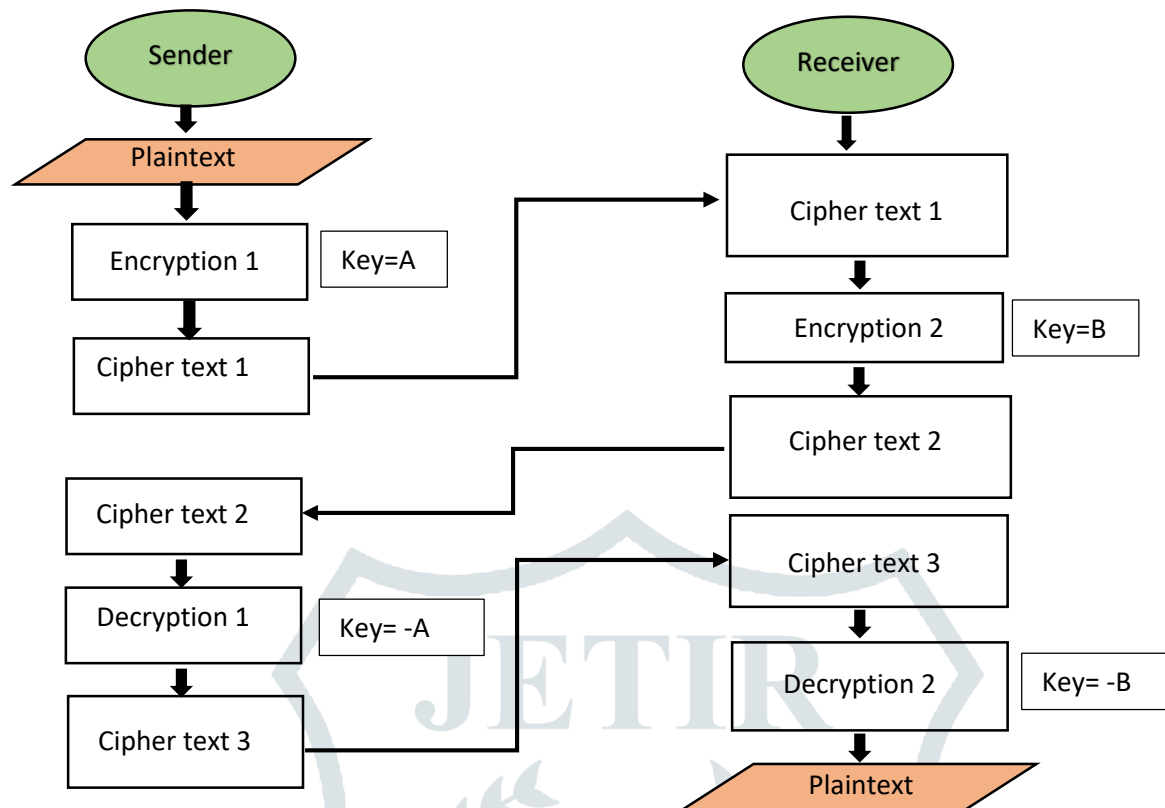 Sender
Plaintext
Encryption 1
Key=A
Cipher text 1
Cipher text 2
Decryption 1
Key= -A
Cipher text 3
Receiver
Cipher text 1
Encryption 2
Key=B
Cipher text 2
Cipher text 3
Decryption 2
Key= -B
Plaintext
JETIR